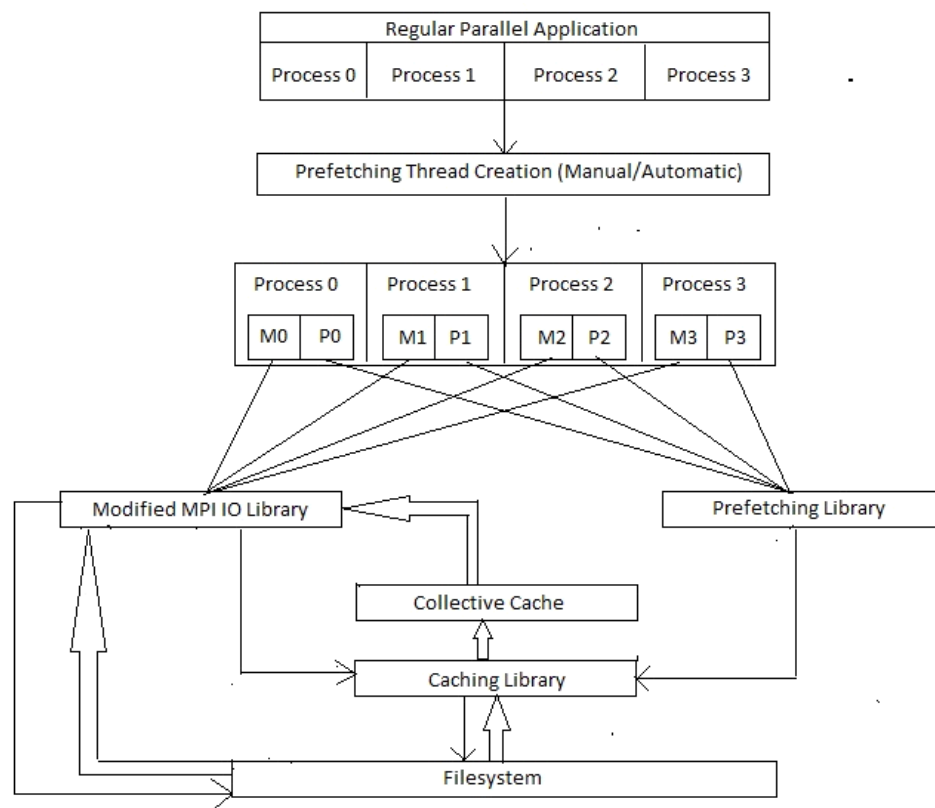 Regular Parallel Application
Process 0 Process 1 Process 2 Process 3
Prefetching Thread Creation (Manual/Automatic)
Process 0 Process 1 Process 2 Process 3
M0 P0 M1 P1 M2 P2 M3 P3
Modified MPI IO Library Prefetching Library
Collective Cache
Caching Library
Filesystem